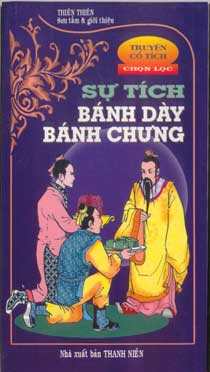 THIÊN THIÊN
Sưu tầm & giới thiệu
TRUYỆN
CỔ TÍCH
CHỌN LỌC
SỰ TÍCH
BÁNH DÀY
BÁNH CHƯNG
Nhà xuất bản THANH NIÊN